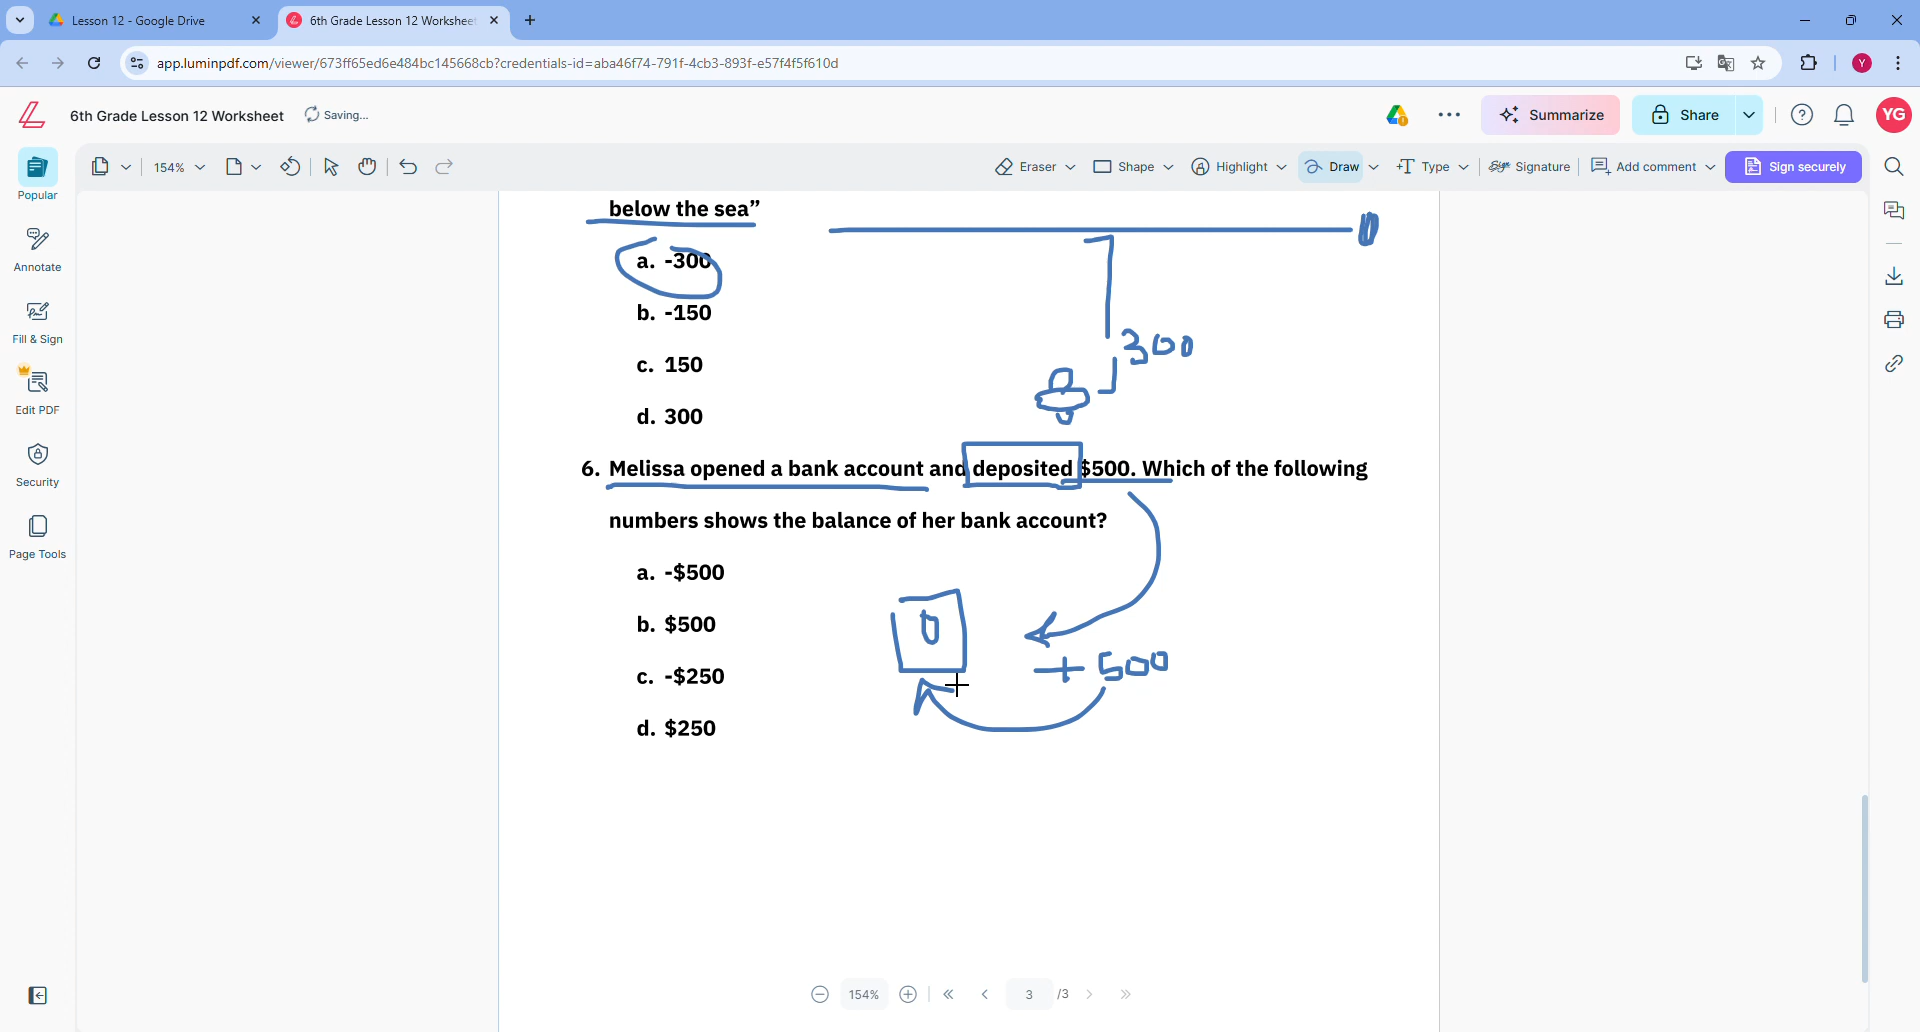 Lesson 12 - Google Drive
6th Grade Lesson 12 Workshee
app.luminpdf.com/viewer/673ff65ed6e484bc145668cb?credentials-id=aba46f74-791f-4cb3-893f-e57f4f5f610d
Y
6th Grade Lesson 12 Worksheet
Saving...
Summarize
Share
YG
154%
Eraser
Shape
Highlight
Draw
Type
Signature
Add comment
Sign securely
Popular
Annotate
Fill & Sign
Edit PDF
Security
Page Tools
below the sea”
0
a. -300
b. -150
c. 150
d. 300
300
6. Melissa opened a bank account and deposited $500. Which of the following
numbers shows the balance of her bank account?
a. -$500
b. $500
c. -$250
d. $250
0
+ 500
154%
3 /3